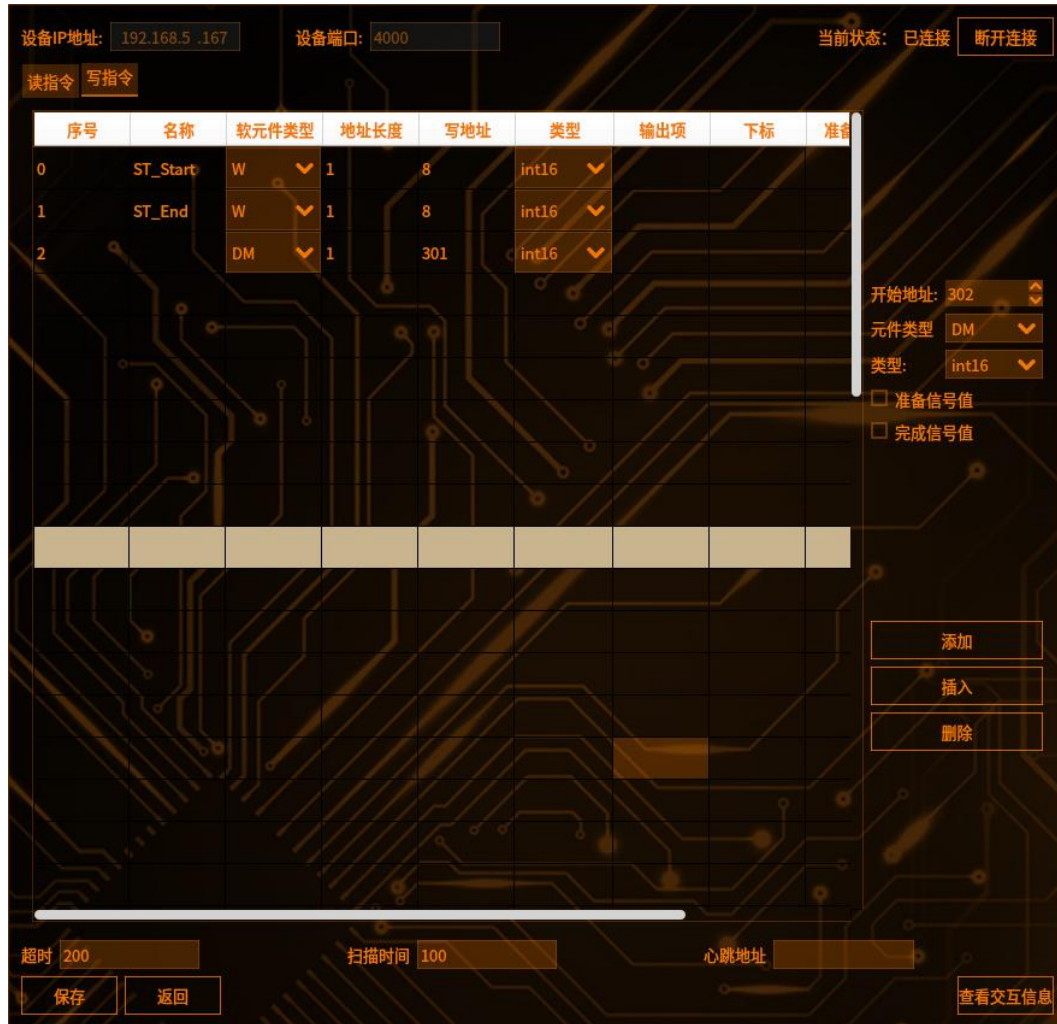 设备IP地址: 192.168.5 .167 设备端口: 4000 当前状态: 已连接 断开连接
读指令 写指令
序号 名称 软元件类型 地址长度 写地址 类型 输出项 下标 准备
0 ST_Start W 1 8 int16
1 ST_End W 1 8 int16
2 DM 1 301 int16
开始地址: 302
元件类型 DM
类型: int16
准备信号值
完成信号值
添加
插入
删除
超时 200 扫描时间 100 心跳地址
保存 返回 查看交互信息